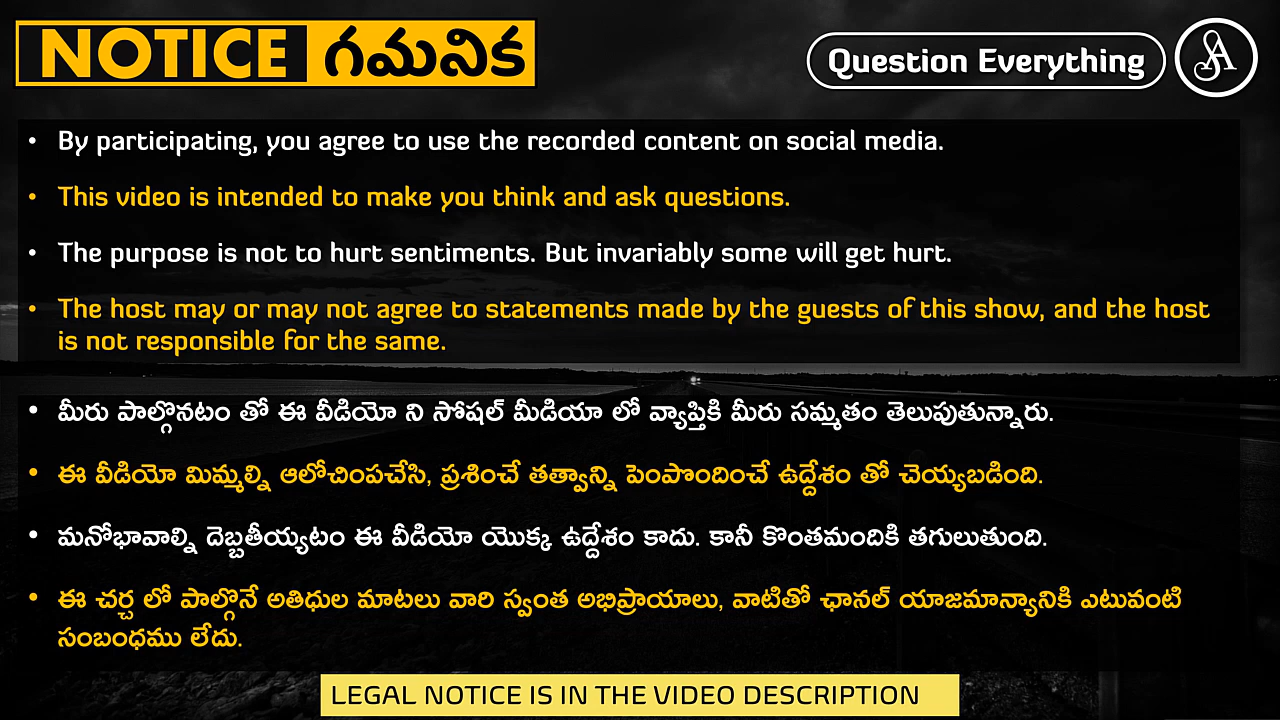 NOTICE గమనిక
Question Everything
• By participating, you agree to use the recorded content on social media.
• This video is intended to make you think and ask questions.
• The purpose is not to hurt sentiments. But invariably some will get hurt.
• The host may or may not agree to statements made by the guests of this show, and the host
is not responsible for the same.
• మీరు పాల్గొనటం తో ఈ వీడియో ని సోషల్ మీడియా లో వ్యాప్తికి మీరు సమ్మతం తెలుపుతున్నారు.
• ఈ వీడియో మిమ్మల్ని ఆలోచింపచేసి, ప్రశించే తత్వాన్ని పెంపొందించే ఉద్దేశం తో చెయ్యబడింది.
• మనోభావాల్ని దెబ్బతీయ్యటం ఈ వీడియో యొక్క ఉద్దేశం కాదు. కానీ కొంతమందికి తగులుతుంది.
• ఈ చర్చ లో పాల్గొనే అతిధుల మాటలు వారి స్వంత అభిప్రాయాలు, వాటితో ఛానల్ యాజమాన్యానికి ఎటువంటి
సంబంధము లేదు.
LEGAL NOTICE IS IN THE VIDEO DESCRIPTION